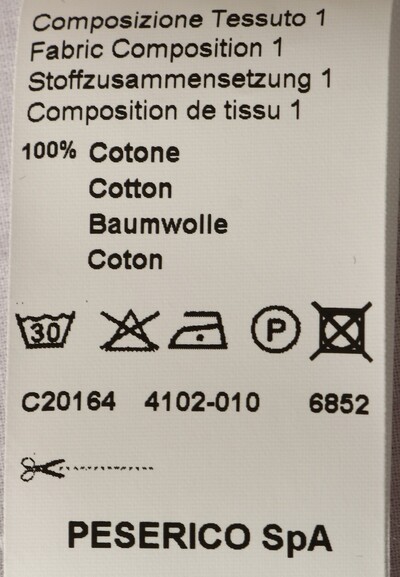 Composizione Tessuto 1
Fabric Composition 1
Stoffzusammensetzung 1
Composition de tissu 1
100% Cotone
Cotton
Baumwolle
Coton
30 P
C20164 4102-010 6852
PESERICO SpA